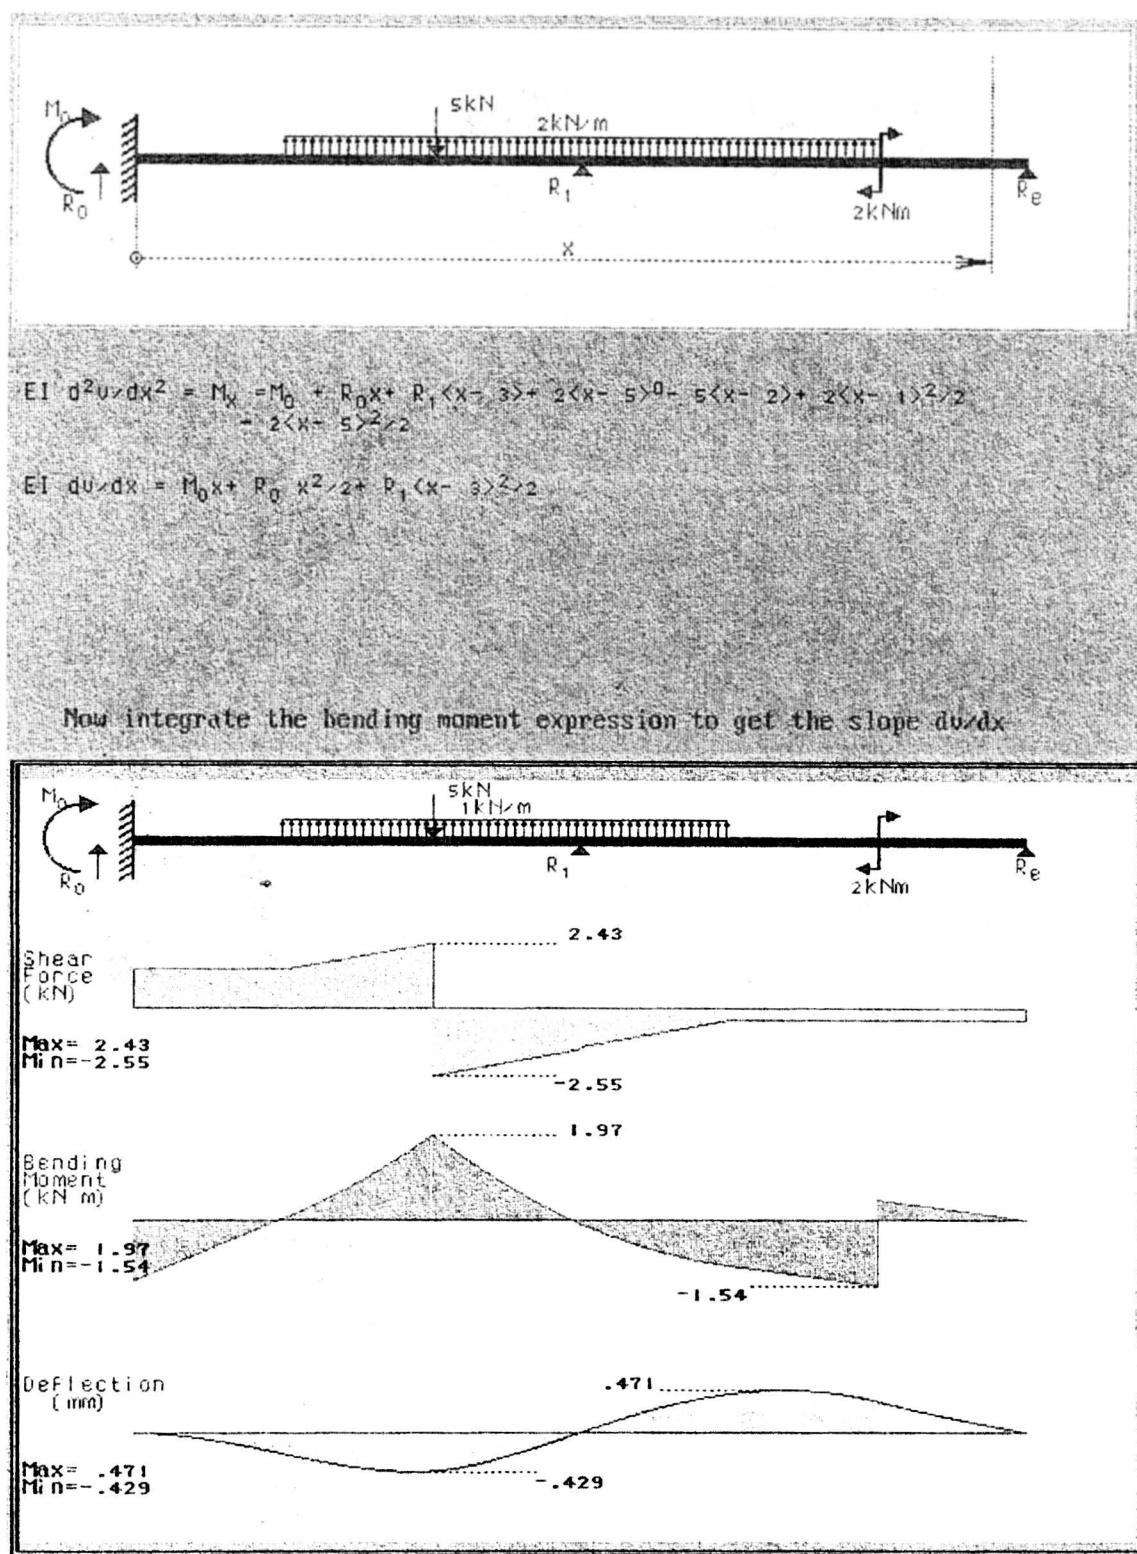 M₀
5kN
2kN/m
R₀
R₁
2kNm
Rₑ
X
EI d²v/dx² = Mₓ =M₀ + R₀x+ R₁<x- 3>+ 2<x- 5>⁰- 5<x- 2>+ 2<x- 1>²/2
- 2<x- 5>²/2
EI dv/dx = M₀x+ R₀ x²/2+ R₁<x- 3>²/2
Now integrate the bending moment expression to get the slope dv/dx
M₀
5kN
1kN/m
R₀
R₁
2kNm
Rₑ
2.43
Shear
Force
(kN)
Max= 2.43
Min=-2.55
-2.55
1.97
Bending
Moment
(kN m)
Max= 1.97
Min=-1.54
-1.54
Deflection
(mm)
.471
Max= .471
Min=-.429
-.429